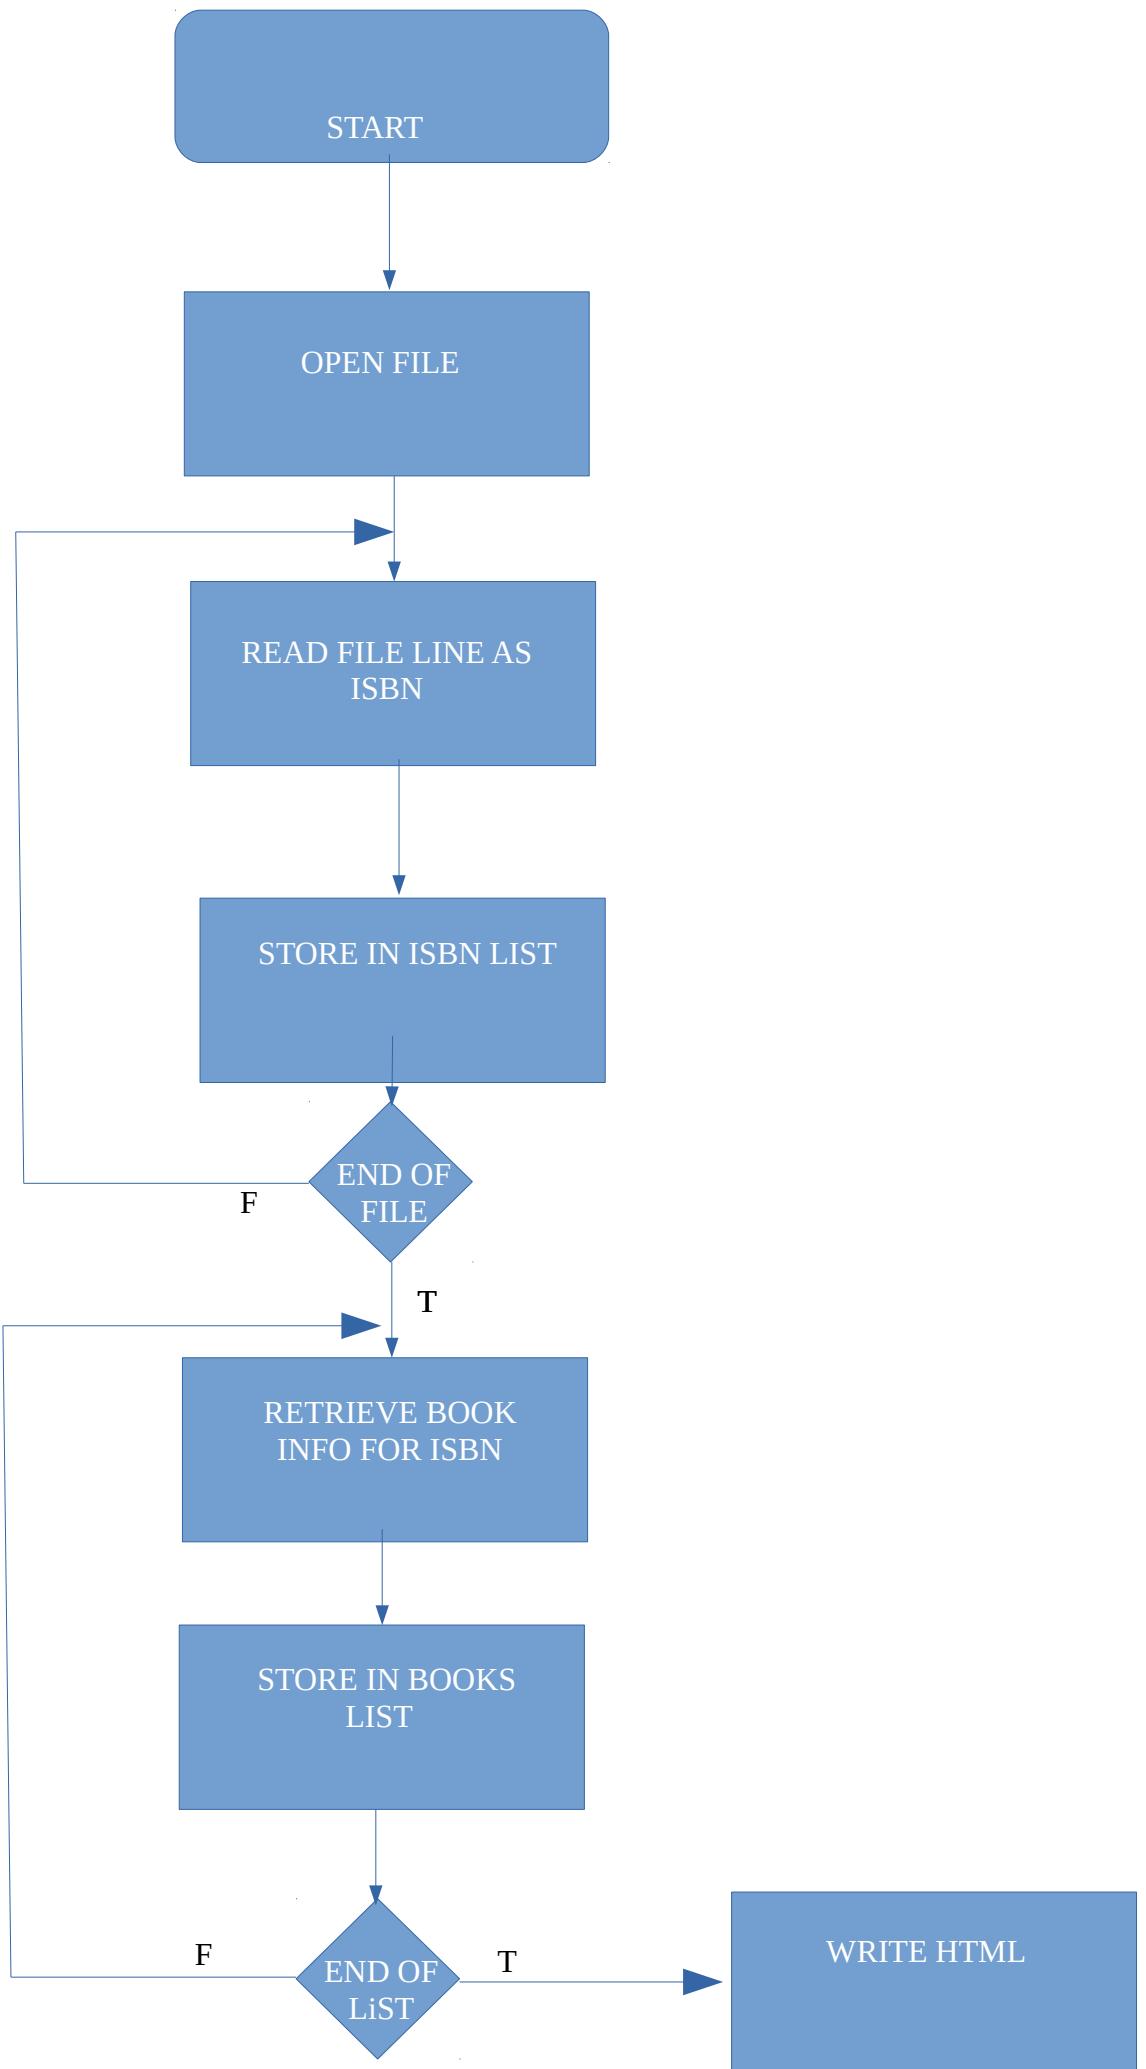 START
OPEN FILE
READ FILE LINE AS
ISBN
STORE IN ISBN LIST
END OF
FILE
F
T
RETRIEVE BOOK
INFO FOR ISBN
STORE IN BOOKS
LIST
F
END OF
LiST
T
WRITE HTML